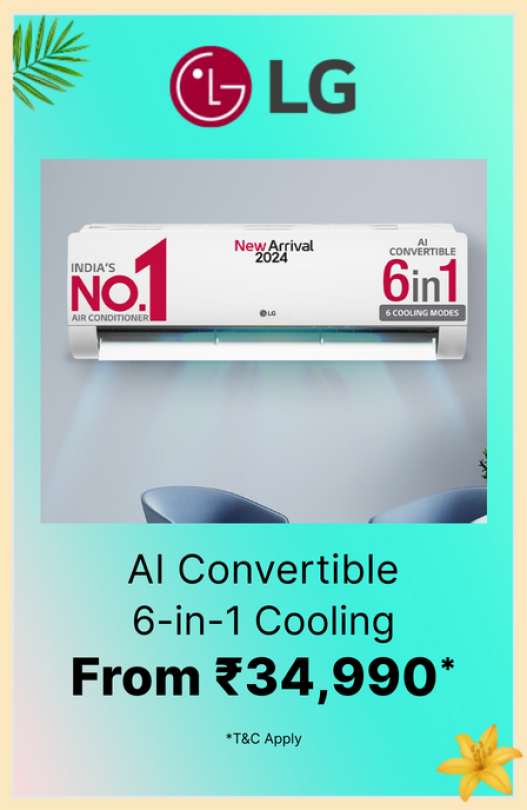 LG
INDIA'S
NO.1
AIR CONDITIONER
New Arrival
2024
AI
CONVERTIBLE
6in1
6 COOLING MODES
LG
AI Convertible
6-in-1 Cooling
From ₹34,990*
*T&C Apply